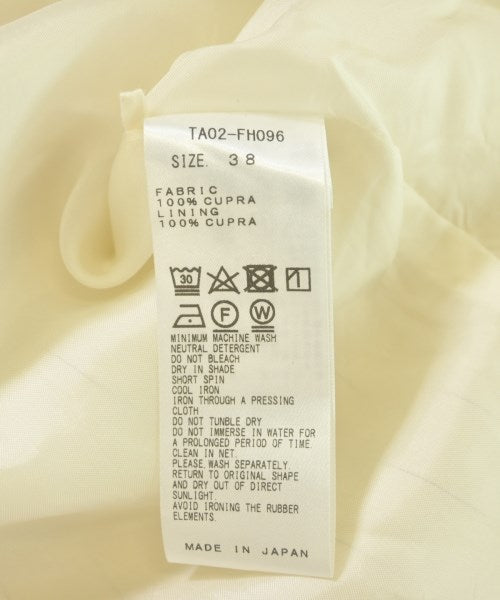 TA02-FH096
SIZE. 38
FABRIC
100% CUPRA
LINING
100% CUPRA
30
F
W
MINIMUM MACHINE WASH
NEUTRAL DETERGENT
DO NOT BLEACH
DRY IN SHADE
SHORT SPIN
COOL IRON
IRON THROUGH A PRESSING
CLOTH
DO NOT TUNBLE DRY
DO NOT IMMERSE IN WATER FOR
A PROLONGED PERIOD OF TIME.
CLEAN IN NET.
PLEASE.WASH SEPARATELY.
RETURN TO ORIGINAL SHAPE
AND DRY OUT OF DIRECT
SUNLIGHT.
AVOID IRONING THE RUBBER
ELEMENTS.
MADE IN JAPAN